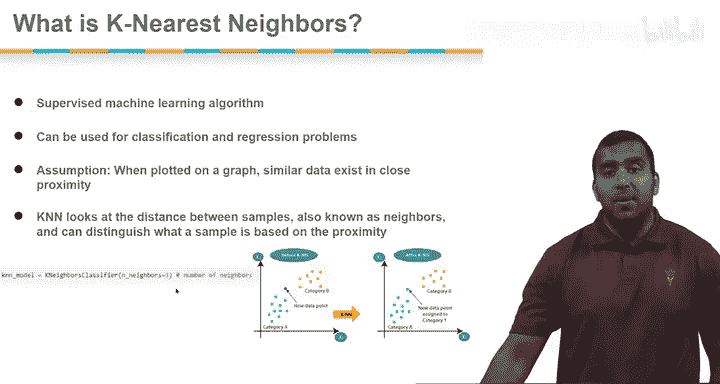 What is K-Nearest Neighbors?
Supervised machine learning algorithm
Can be used for classification and regression problems
Assumption: When plotted on a graph, similar data exist in close
proximity
KNN looks at the distance between samples, also known as neighbors,
and can distinguish what a sample is based on the proximity
knn_model = KNeighborsClassifier(n_neighbors=3) # number of neighbors
Category B
New data point
Category A
K-NN
Category B
New data point
assigned to
Category 1
Category A